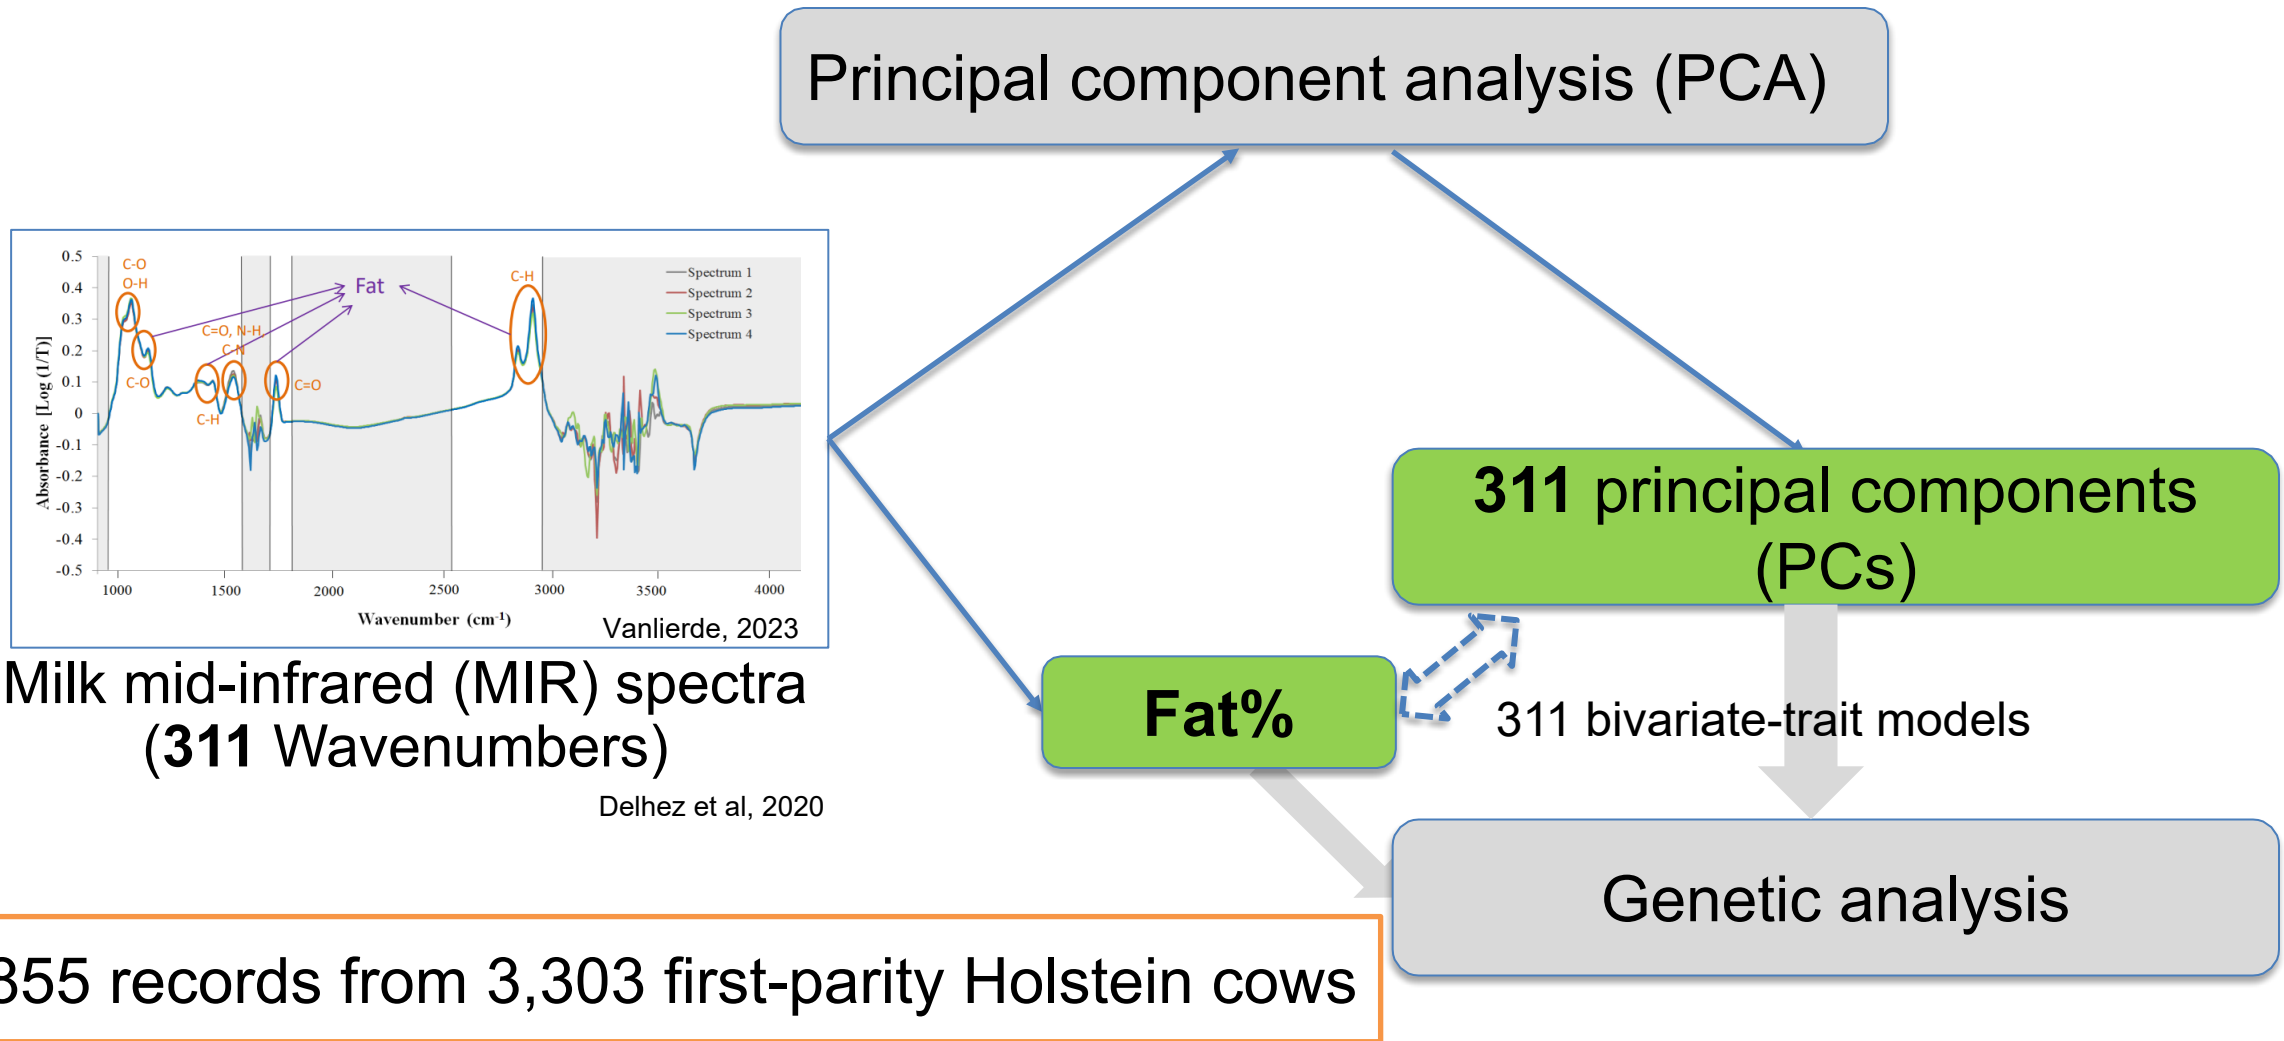 Principal component analysis (PCA)
0.5
0.4
0.3
0.2
0.1
0
-0.1
-0.2
-0.3
-0.4
-0.5
Absorbance [Log (1/T)]
C-O
O-H
C-O
C=O, N-H,
C-N
C-H
C=O
Fat
C-H
Spectrum 1
Spectrum 2
Spectrum 3
Spectrum 4
1000 1500 2000 2500 3000 3500 4000
Wavenumber (cm-1)
Vanlierde, 2023
Milk mid-infrared (MIR) spectra
(311 Wavenumbers)
Delhez et al, 2020
311 principal components
(PCs)
Fat%
311 bivariate-trait models
Genetic analysis
355 records from 3,303 first-parity Holstein cows